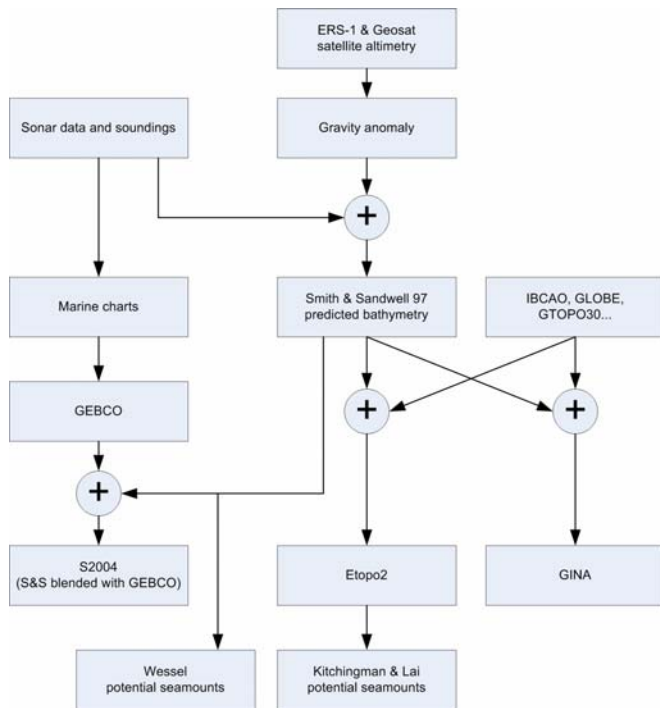 ERS-1 & Geosat
satellite altimetry
Sonar data and soundings
Gravity anomaly
+
Marine charts
Smith & Sandwell 97
predicted bathymetry
IBCAO, GLOBE,
GTOPO30...
GEBCO
+
+
+
S2004
(S&S blended with GEBCO)
Etopo2
GINA
Wessel
potential seamounts
Kitchingman & Lai
potential seamounts